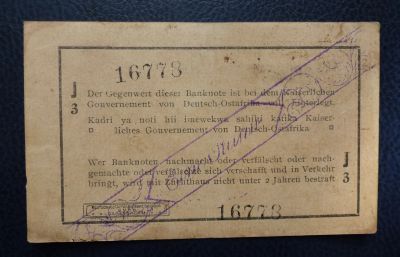 16773
J
3
Der Gegenwert dieser Banknote ist bei dem Kaiserlichen
Gouvernement von Deutsch-Ostafrika voll hinterlegt.
Kadri ya noti hii imewekwa sahihi katika Kaiser-
liches Gouvernement von Deutsch-Ostafrika
Wer Banknoten nachmacht oder verfälscht oder nach-
gemachte oder verfälschte sich verschafft und in Verkehr
bringt, wird mit Zuchthaus nicht unter 2 Jahren bestraft
J
3
16773